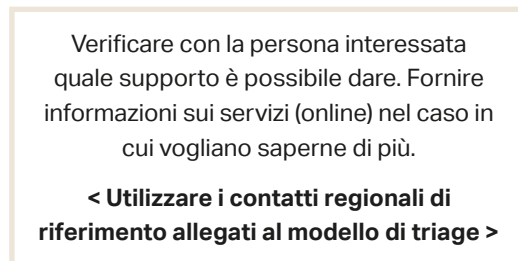 Verificare con la persona interessata
quale supporto è possibile dare. Fornire
informazioni sui servizi (online) nel caso in
cui vogliano saperne di più.
< Utilizzare i contatti regionali di
riferimento allegati al modello di triage >